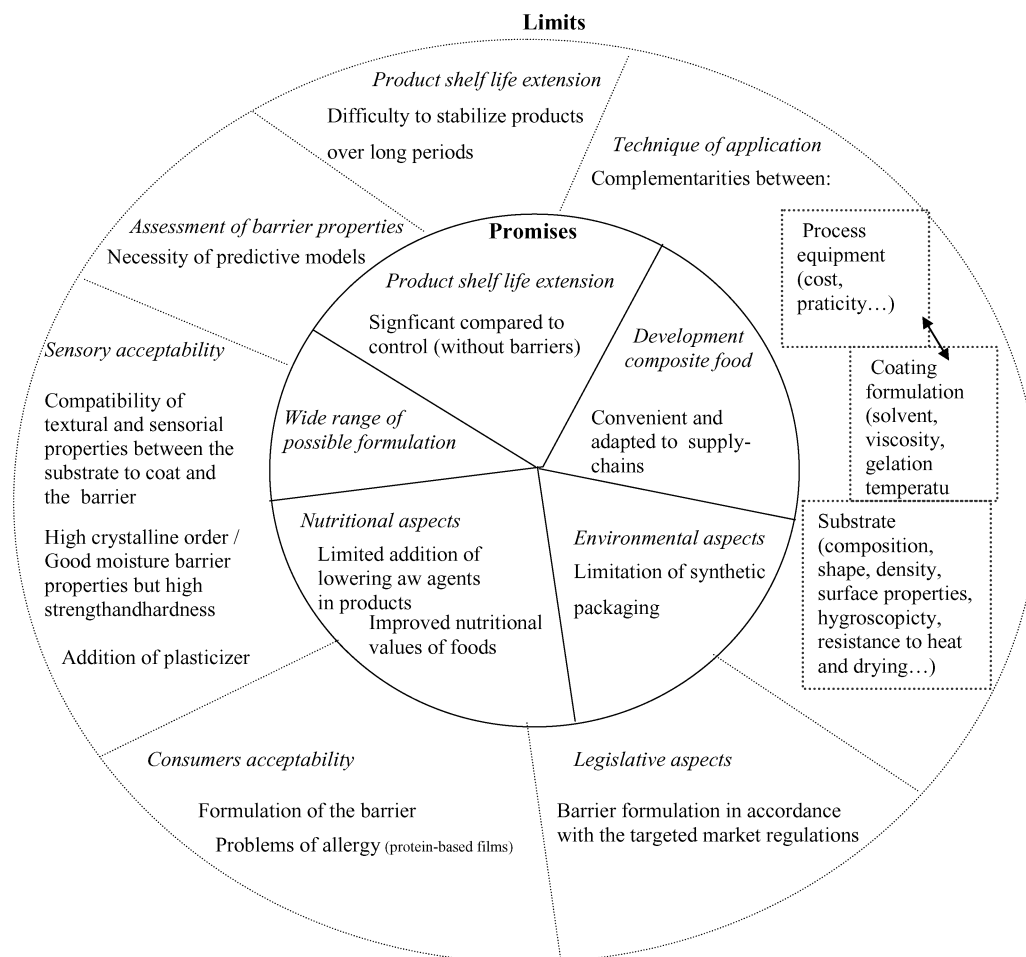 Limits
Product shelf life extension
Difficulty to stabilize products
over long periods
Technique of application
Complementarities between:
Process
equipment
(cost,
praticity…)
Coating
formulation
(solvent,
viscosity,
gelation
temperatu
Substrate
(composition,
shape, density,
surface properties,
hygroscopicty,
resistance to heat
and drying…)
Assessment of barrier properties
Necessity of predictive models
Sensory acceptability
Compatibility of
textural and sensorial
properties between the
substrate to coat and
the barrier
High crystalline order /
Good moisture barrier
properties but high
strengthandhardness
Addition of plasticizer
Consumers acceptability
Formulation of the barrier
Problems of allergy (protein-based films)
Legislative aspects
Barrier formulation in accordance
with the targeted market regulations
Promises
Product shelf life extension
Signficant compared to
control (without barriers)
Development
composite food
Convenient and
adapted to supply-
chains
Wide range of
possible formulation
Nutritional aspects
Limited addition of
lowering aw agents
in products
Improved nutritional
values of foods
Environmental aspects
Limitation of synthetic
packaging